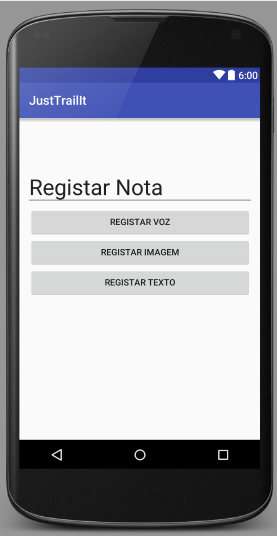 6:00
JustTrailIt
Registar Nota
REGISTAR VOZ
REGISTAR IMAGEM
REGISTAR TEXTO